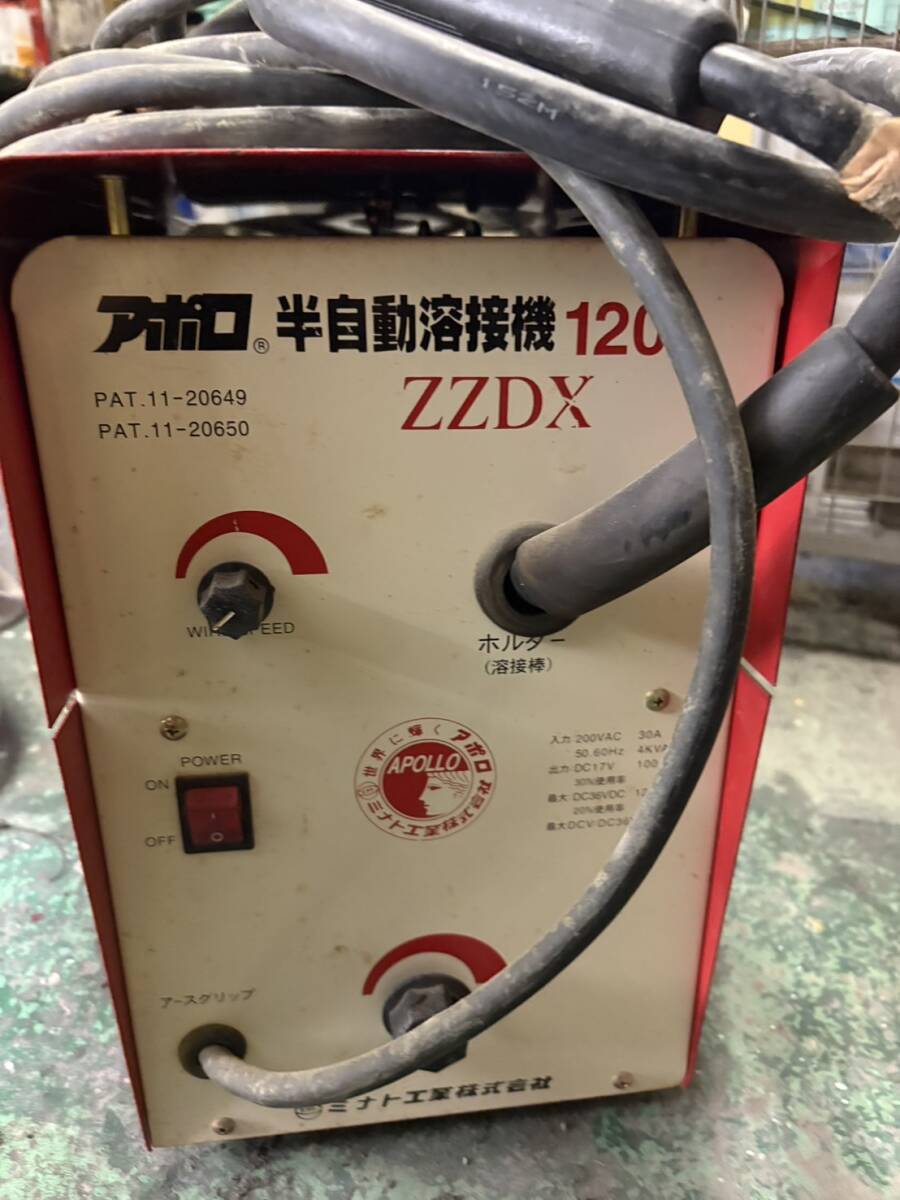 152M
アポロ® 半自動溶接機 120
ZZDX
PAT.11-20649
PAT.11-20650
ホルダー
(溶接棒)
POWER
ON
OFF
世界に輝くアポロ
APOLLO
ミナト工業株式会社
入力:200VAC 30A
50.60Hz 4KVA
出力:DC17V 100
30%使用率
最大:DC36VDC
20%使用率
最大DCV:DC36
アースグリップ
ミナト工業株式会社